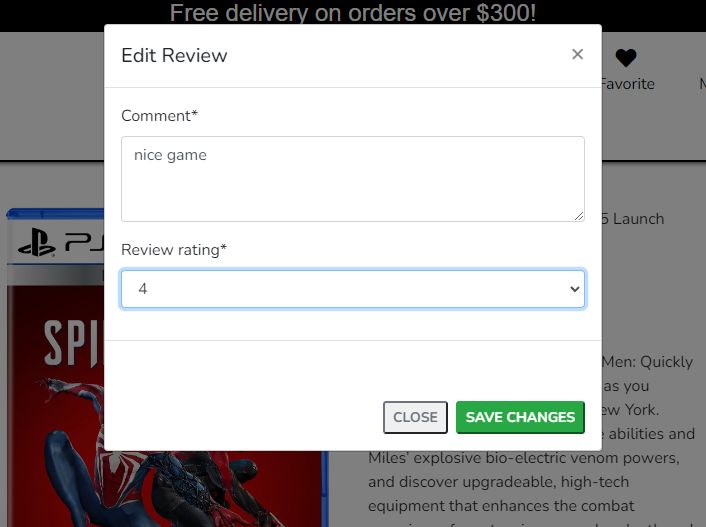 Free delivery on orders over $300!
Edit Review
×
Favorite
Comment*
nice game
5 Launch
Review rating*
4
SPI
Men: Quickly
as you
ew York.
CLOSE
SAVE CHANGES
abilities and
Miles' explosive bio-electric venom powers,
and discover upgradeable, high-tech
equipment that enhances the combat